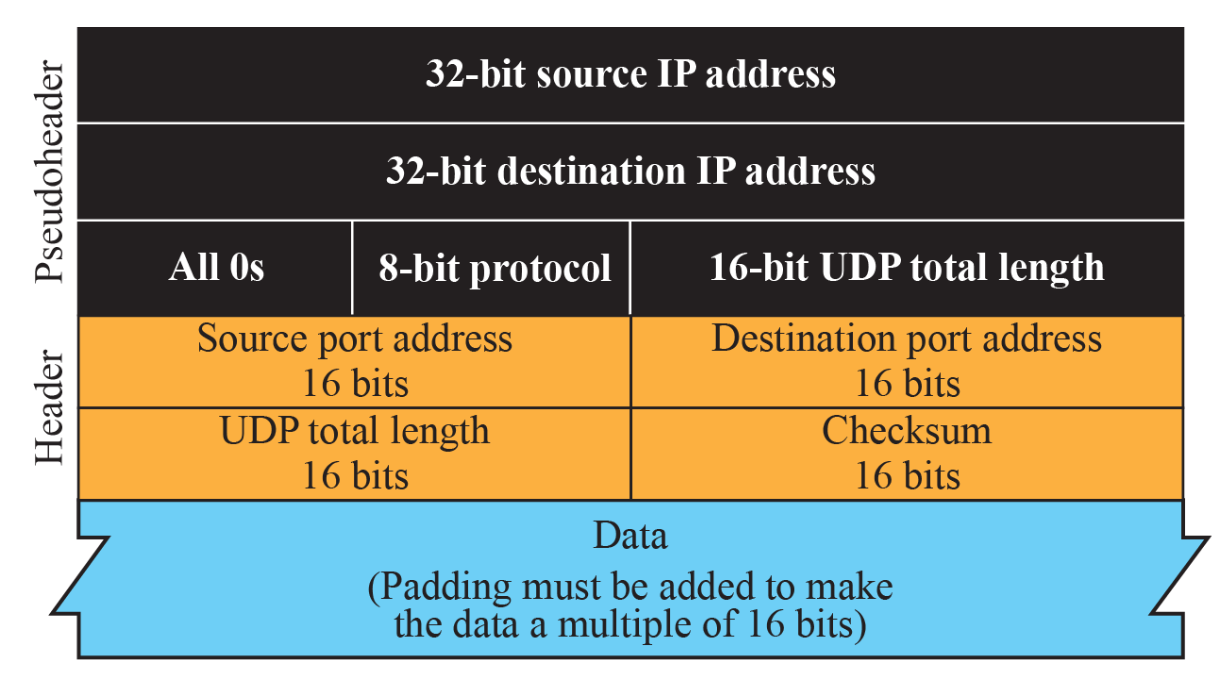 Pseudoheader
32-bit source IP address
32-bit destination IP address
All 0s
8-bit protocol
16-bit UDP total length
Header
Source port address
16 bits
Destination port address
16 bits
UDP total length
16 bits
Checksum
16 bits
Data
(Padding must be added to make
the data a multiple of 16 bits)